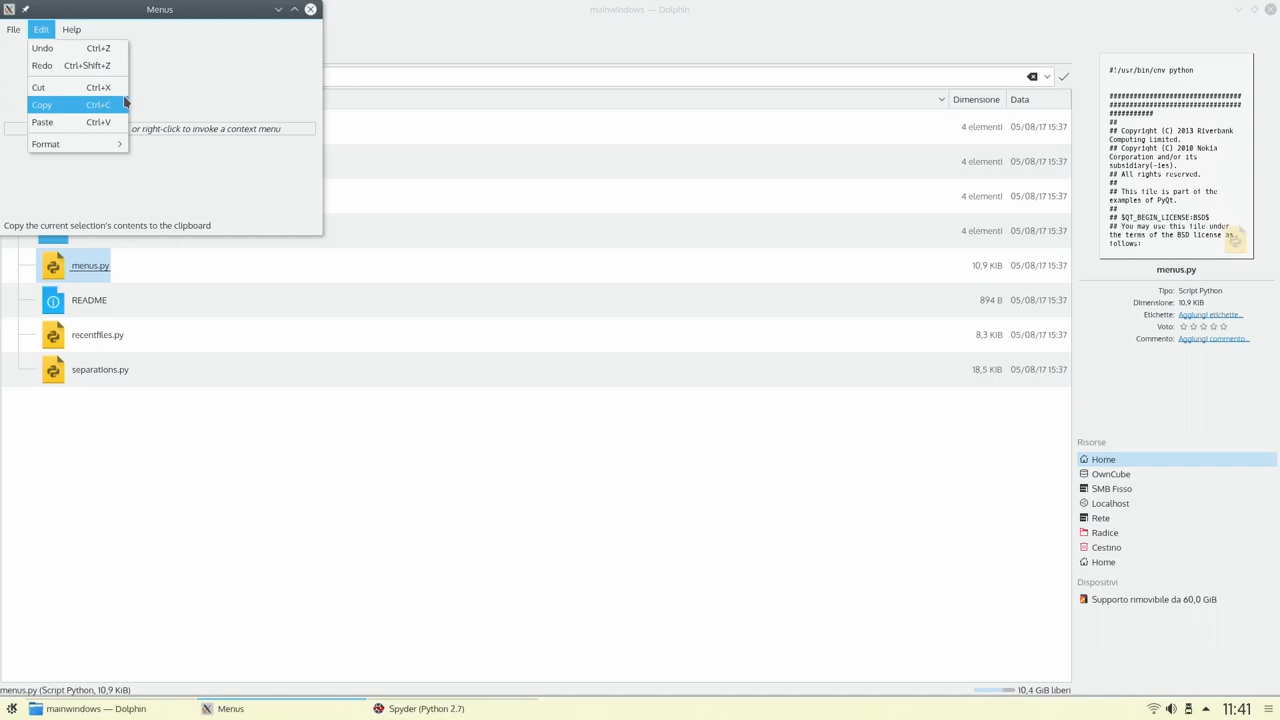 Menus
mainwindows — Dolphin
File Edit Help
Undo Ctrl+Z
Redo Ctrl+Shift+Z
Cut Ctrl+X
Copy Ctrl+C
Paste Ctrl+V
Format
or right-click to invoke a context menu
Copy the current selection's contents to the clipboard
Dimensione Data
4 elementi 05/08/17 15:37
4 elementi 05/08/17 15:37
4 elementi 05/08/17 15:37
4 elementi 05/08/17 15:37
menus.py 10,9 KiB 05/08/17 15:37
README 894 B 05/08/17 15:37
recentfiles.py 8,3 KiB 05/08/17 15:37
separations.py 18,5 KiB 05/08/17 15:37
#!/usr/bin/env python
#################################
#################################
###########
##
## Copyright (C) 2013 Riverbank
Computing Limited.
## Copyright (C) 2010 Nokia
Corporation and/or its
subsidiary(-ies).
## All rights reserved.
##
## This file is part of the
examples of PyQt.
##
## $QT_BEGIN_LICENSE:BSD$
## You may use this file under
the terms of the BSD license as
follows:
menus.py
Tipo: Script Python
Dimensione: 10,9 KiB
Etichette: Aggiungi etichette...
Voto:
Commento: Aggiungi commento...
Risorse
Home
OwnCube
SMB Fisso
Localhost
Rete
Radice
Cestino
Home
Dispositivi
Supporto rimovibile da 60,0 GiB
menus.py (Script Python, 10,9 KiB)
10,4 GiB liberi
mainwindows — Dolphin
Menus
Spyder (Python 2.7)
11:41